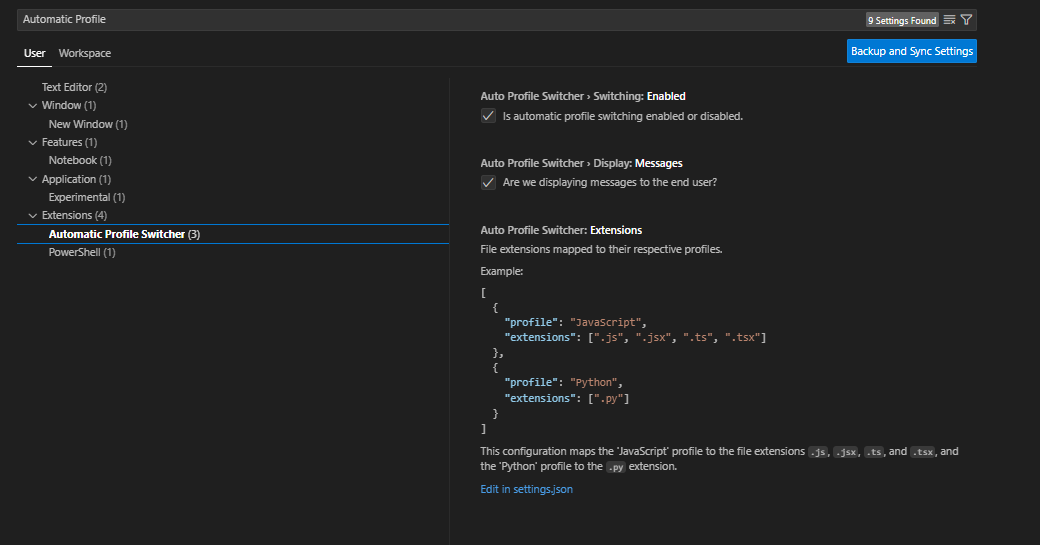 Automatic Profile
9 Settings Found
User Workspace
Backup and Sync Settings
Text Editor (2)
Window (1)
New Window (1)
Features (1)
Notebook (1)
Application (1)
Experimental (1)
Extensions (4)
Automatic Profile Switcher (3)
PowerShell (1)
Auto Profile Switcher › Switching: Enabled
Is automatic profile switching enabled or disabled.
Auto Profile Switcher › Display: Messages
Are we displaying messages to the end user?
Auto Profile Switcher: Extensions
File extensions mapped to their respective profiles.
Example:
[
  {
    "profile": "JavaScript",
    "extensions": [".js", ".jsx", ".ts", ".tsx"]
  },
  {
    "profile": "Python",
    "extensions": [".py"]
  }
]
This configuration maps the 'JavaScript' profile to the file extensions .js, .jsx, .ts, and .tsx, and
the 'Python' profile to the .py extension.
Edit in settings.json